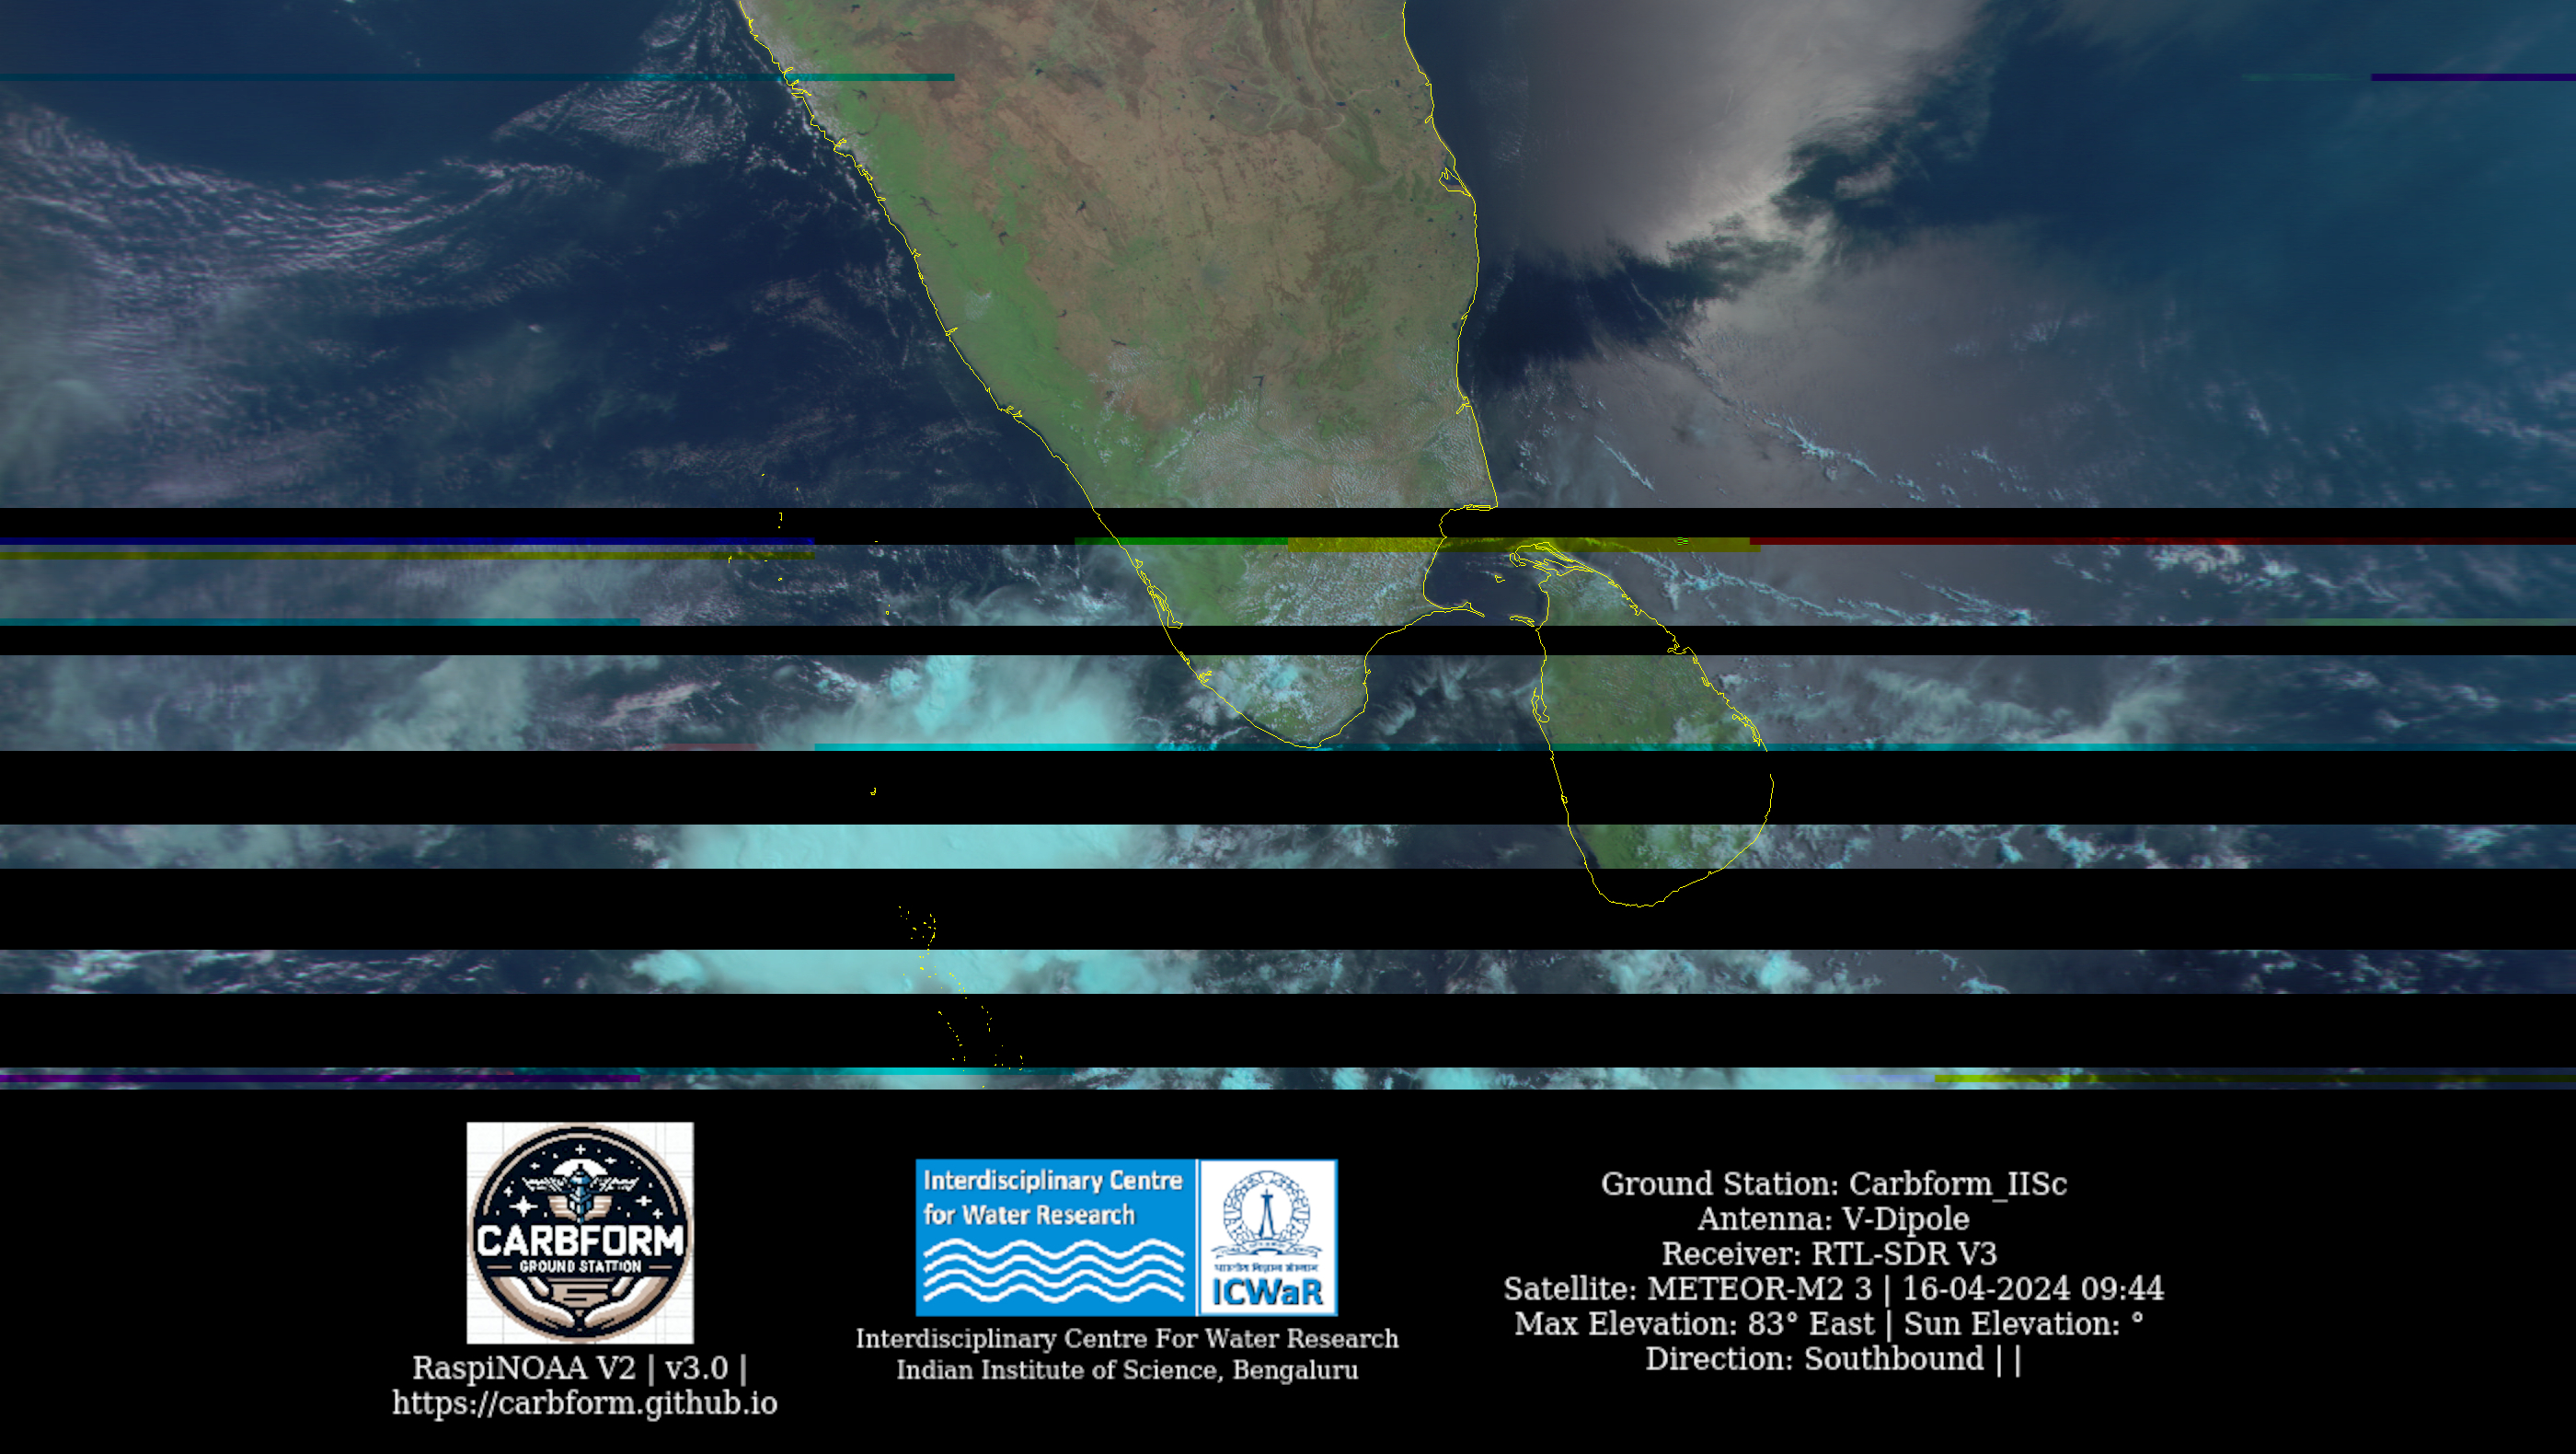 CARBFORM
GROUND STATTION
RaspiNOAA V2 | v3.0 |
https://carbform.github.io
Interdisciplinary Centre
for Water Research
ICWaR
Interdisciplinary Centre For Water Research
Indian Institute of Science, Bengaluru
Ground Station: Carbform_IISc
Antenna: V-Dipole
Receiver: RTL-SDR V3
Satellite: METEOR-M2 3 | 16-04-2024 09:44
Max Elevation: 83° East | Sun Elevation: °
Direction: Southbound | |